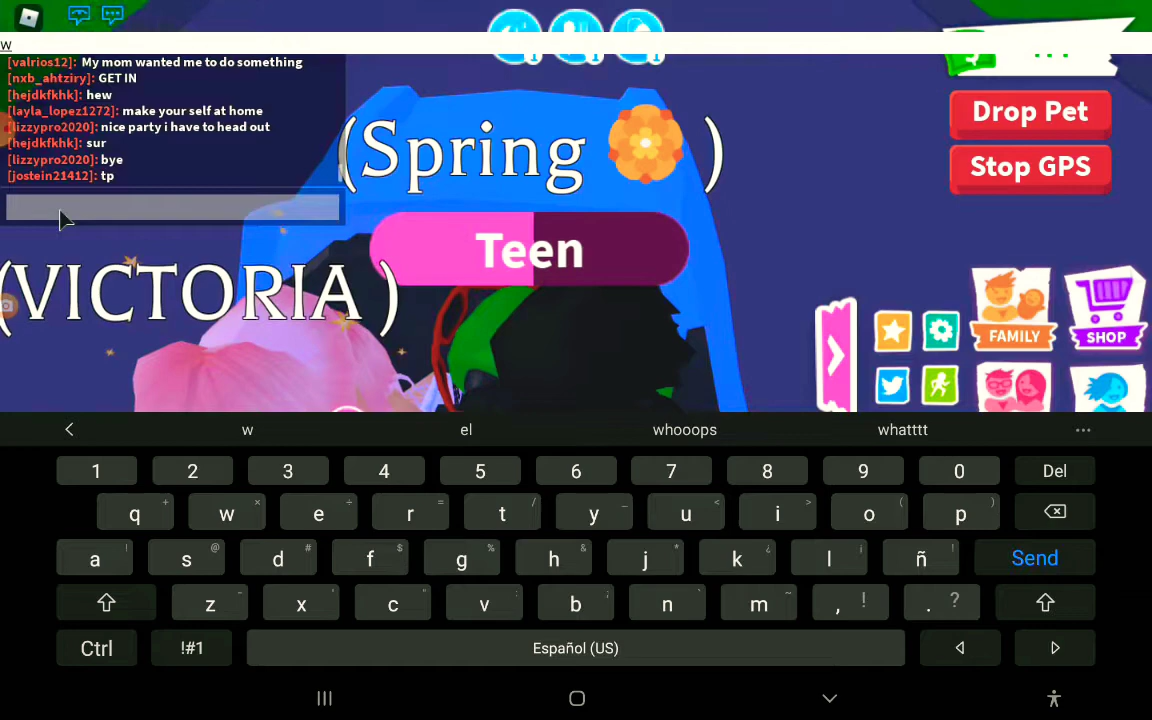 w
[valrios12]: My mom wanted me to do something
[nxb_ahtziry]: GET IN
[hejdkfkhk]: hew
[layla_lopez1272]: make your self at home
[lizzypro2020]: nice party i have to head out
[hejdkfkhk]: sur
[lizzypro2020]: bye
[jostein21412]: tp
(Spring )
Teen
(VICTORIA )
1 1 1
Drop Pet
Stop GPS
FAMILY
SHOP
w el whooops whatttt
1 2 3 4 5 6 7 8 9 0 Del
q + w × e ÷ r = t / y _ u < i > o ( p )
a ! s @ d # f $ g % h & j * k ¿ l ¡ ñ ! Send
z - x ' c " v : b ; n ` m ~ , ! . ?
Ctrl !#1 Español (US)